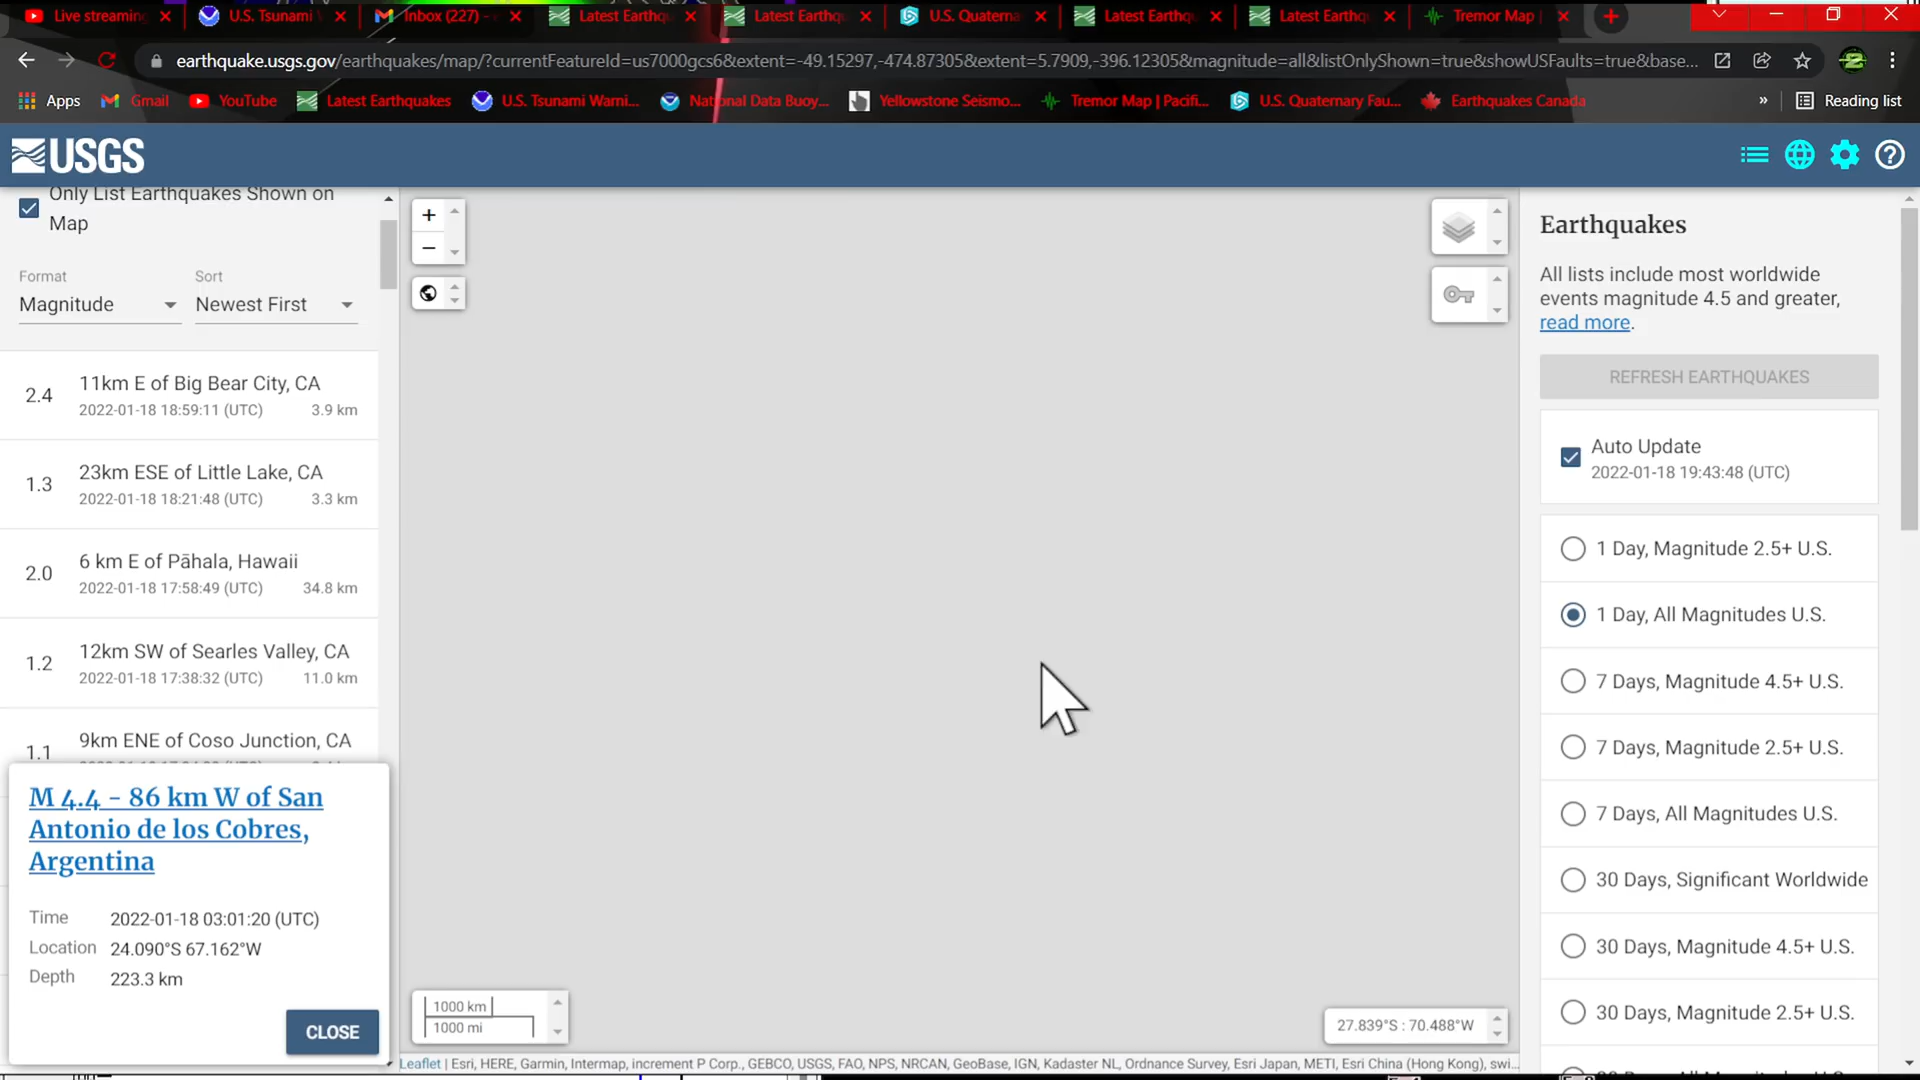 Live streaming
U.S. Tsunami
Inbox (227) -
Latest Earthqu
Latest Earthqu
U.S. Quaterna
Latest Earthqu
Latest Earthqu
Tremor Map |
earthquake.usgs.gov/earthquakes/map/?currentFeatureId=us7000gcs6&extent=-49.15297,-474.87305&extent=5.7909,-396.12305&magnitude=all&listOnlyShown=true&showUSFaults=true&base...
Apps
Gmail
YouTube
Latest Earthquakes
U.S. Tsunami Warni...
National Data Buoy...
Yellowstone Seismo...
Tremor Map | Pacifi...
U.S. Quaternary Fau...
Earthquakes Canada
»
Reading list
USGS
Only List Earthquakes Shown on
Map
Format
Magnitude
Sort
Newest First
2.4
11km E of Big Bear City, CA
2022-01-18 18:59:11 (UTC) 3.9 km
1.3
23km ESE of Little Lake, CA
2022-01-18 18:21:48 (UTC) 3.3 km
2.0
6 km E of Pāhala, Hawaii
2022-01-18 17:58:49 (UTC) 34.8 km
1.2
12km SW of Searles Valley, CA
2022-01-18 17:38:32 (UTC) 11.0 km
1.1
9km ENE of Coso Junction, CA
M 4.4 - 86 km W of San
Antonio de los Cobres,
Argentina
Time 2022-01-18 03:01:20 (UTC)
Location 24.090°S 67.162°W
Depth 223.3 km
CLOSE
+
−
1000 km
1000 mi
27.839°S : 70.488°W
Leaflet | Esri, HERE, Garmin, Intermap, increment P Corp., GEBCO, USGS, FAO, NPS, NRCAN, GeoBase, IGN, Kadaster NL, Ordnance Survey, Esri Japan, METI, Esri China (Hong Kong), swi...
Earthquakes
All lists include most worldwide
events magnitude 4.5 and greater,
read more.
REFRESH EARTHQUAKES
Auto Update
2022-01-18 19:43:48 (UTC)
1 Day, Magnitude 2.5+ U.S.
1 Day, All Magnitudes U.S.
7 Days, Magnitude 4.5+ U.S.
7 Days, Magnitude 2.5+ U.S.
7 Days, All Magnitudes U.S.
30 Days, Significant Worldwide
30 Days, Magnitude 4.5+ U.S.
30 Days, Magnitude 2.5+ U.S.